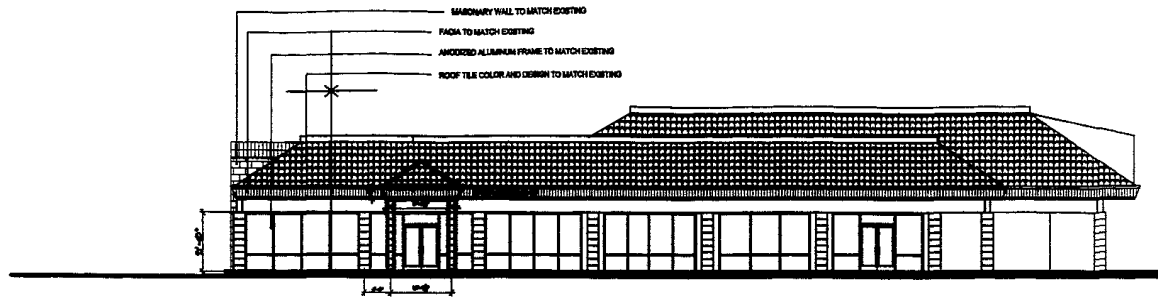 MASONARY WALL TO MATCH EXISTING
FACIA TO MATCH EXISTING
ANODIZED ALUMINUM FRAME TO MATCH EXISTING
ROOF TILE COLOR AND DESIGN TO MATCH EXISTING